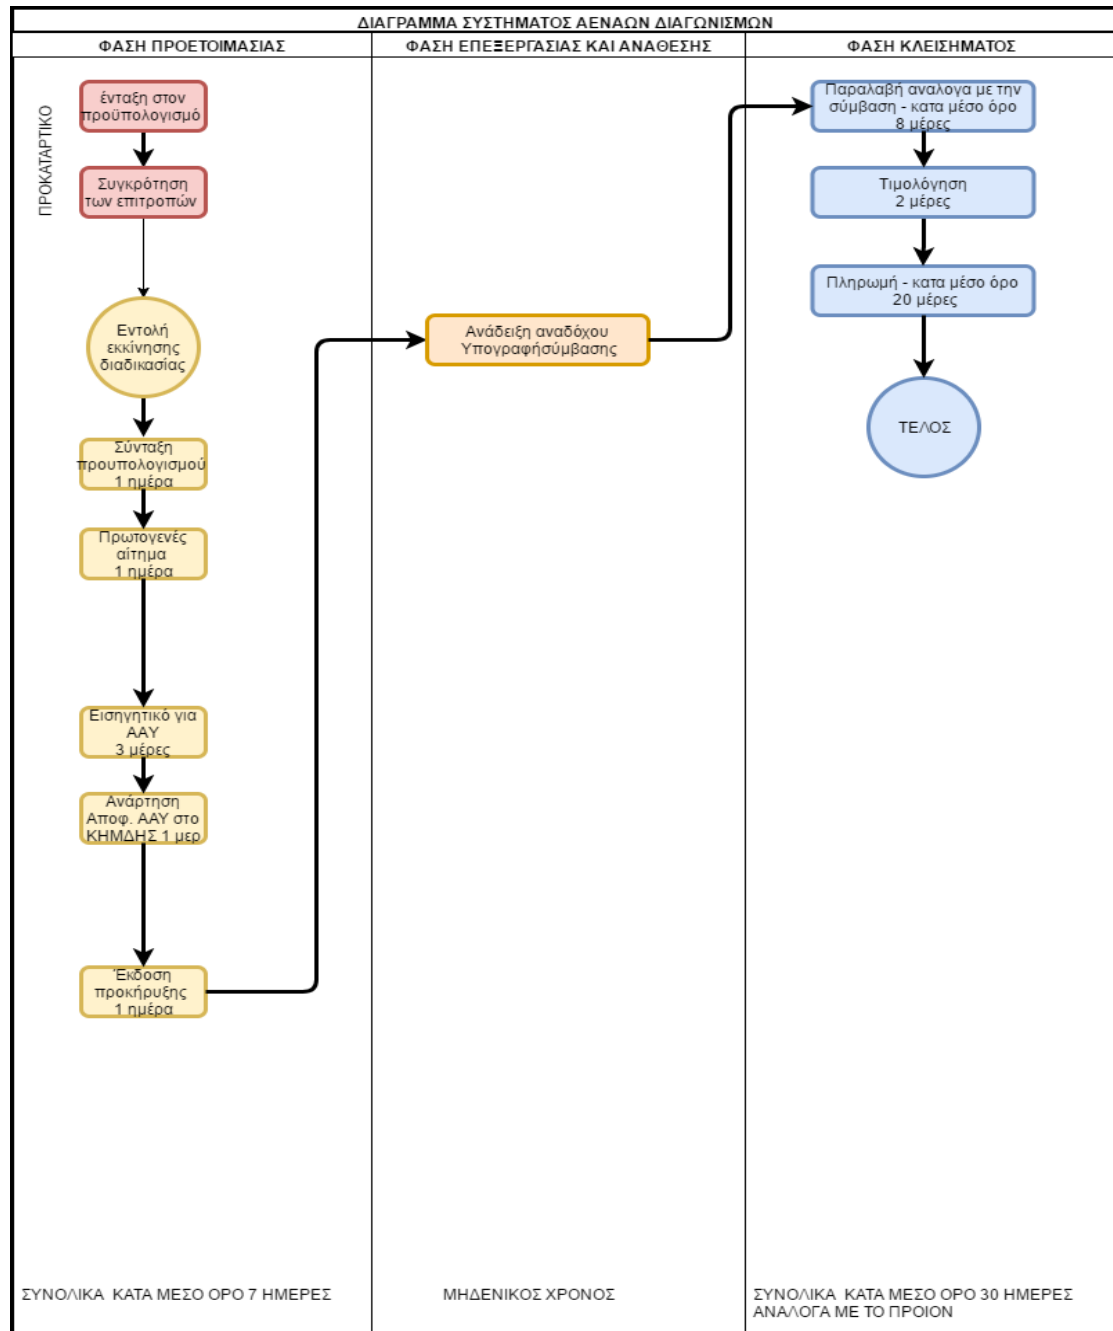 ΔΙΑΓΡΑΜΜΑ ΣΥΣΤΗΜΑΤΟΣ ΑΕΝΑΩΝ ΔΙΑΓΩΝΙΣΜΩΝ
ΦΑΣΗ ΠΡΟΕΤΟΙΜΑΣΙΑΣ
ΦΑΣΗ ΕΠΕΞΕΡΓΑΣΙΑΣ ΚΑΙ ΑΝΑΘΕΣΗΣ
ΦΑΣΗ ΚΛΕΙΣΗΜΑΤΟΣ
ΠΡΟΚΑΤΑΡΤΙΚΟ
ένταξη στον
προϋπολογισμό
Συγκρότηση
των επιτροπών
Εντολή
εκκίνησης
διαδικασίας
Σύνταξη
προυπολογισμού
1 ημέρα
Πρωτογενές
αίτημα
1 ημέρα
Εισηγητικό για
ΑΑΥ
3 μέρες
Ανάρτηση
Αποφ. ΑΑΥ στο
ΚΗΜΔΗΣ 1 μερ
Έκδοση
προκήρυξης
1 ημέρα
Ανάδειξη αναδόχου
Υπογραφήσύμβασης
Παραλαβή αναλογα με την
σύμβαση - κατα μέσο όρο
8 μέρες
Τιμολόγηση
2 μέρες
Πληρωμή - κατα μέσο όρο
20 μέρες
ΤΕΛΟΣ
ΣΥΝΟΛΙΚΑ ΚΑΤΑ ΜΕΣΟ ΟΡΟ 7 ΗΜΕΡΕΣ
ΜΗΔΕΝΙΚΟΣ ΧΡΟΝΟΣ
ΣΥΝΟΛΙΚΑ ΚΑΤΑ ΜΕΣΟ ΟΡΟ 30 ΗΜΕΡΕΣ
ΑΝΑΛΟΓΑ ΜΕ ΤΟ ΠΡΟΙΟΝ